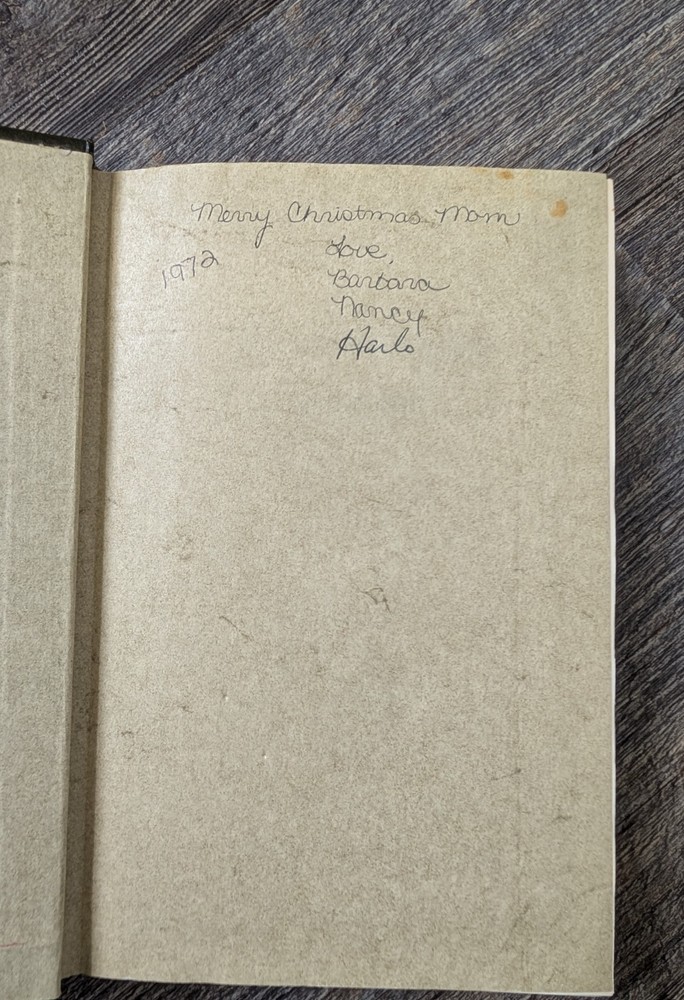 Merry Christmas Mom
Love,
1972
Barbara
Nancy
Harlo